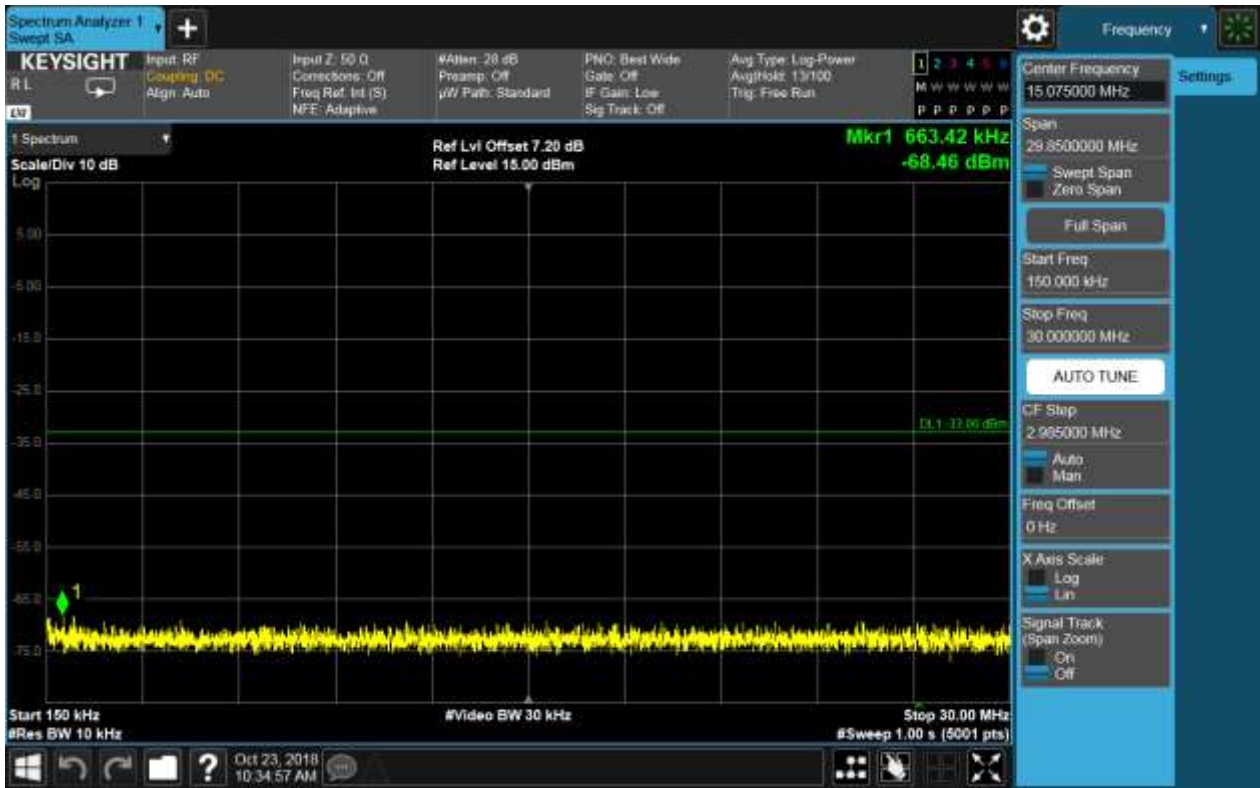 Spectrum Analyzer 1
Swept SA
+
Frequency
KEYSIGHT
R L
Input: RF
Coupling: DC
Align: Auto
Input Z: 50 Ω
Corrections: Off
Freq Ref: Int (S)
NFE: Adaptive
#Atten: 28 dB
Preamp: Off
µW Path: Standard
PNO: Best Wide
Gate: Off
IF Gain: Low
Sig Track: Off
Avg Type: Log-Power
Avg|Hold: 13/100
Trig: Free Run
1 2 3 4 5 6
M W W W W W
P P P P P P
Center Frequency
15.075000 MHz
Settings
Span
29.8500000 MHz
Swept Span
Zero Span
Full Span
Start Freq
150.000 kHz
Stop Freq
30.000000 MHz
AUTO TUNE
CF Step
2.985000 MHz
Auto
Man
Freq Offset
0 Hz
X Axis Scale
Log
Lin
Signal Track
(Span Zoom)
On
Off
1 Spectrum
Scale/Div 10 dB
Log
Ref Lvl Offset 7.20 dB
Ref Level 15.00 dBm
Mkr1 663.42 kHz
-68.46 dBm
5.00
-5.00
-15.0
-25.0
DL1 -33.00 dBm
-35.0
-45.0
-55.0
-65.0
1
-75.0
Start 150 kHz
#Video BW 30 kHz
Stop 30.00 MHz
#Res BW 10 kHz
#Sweep 1.00 s (5001 pts)
?
Oct 23, 2018
10:34:57 AM